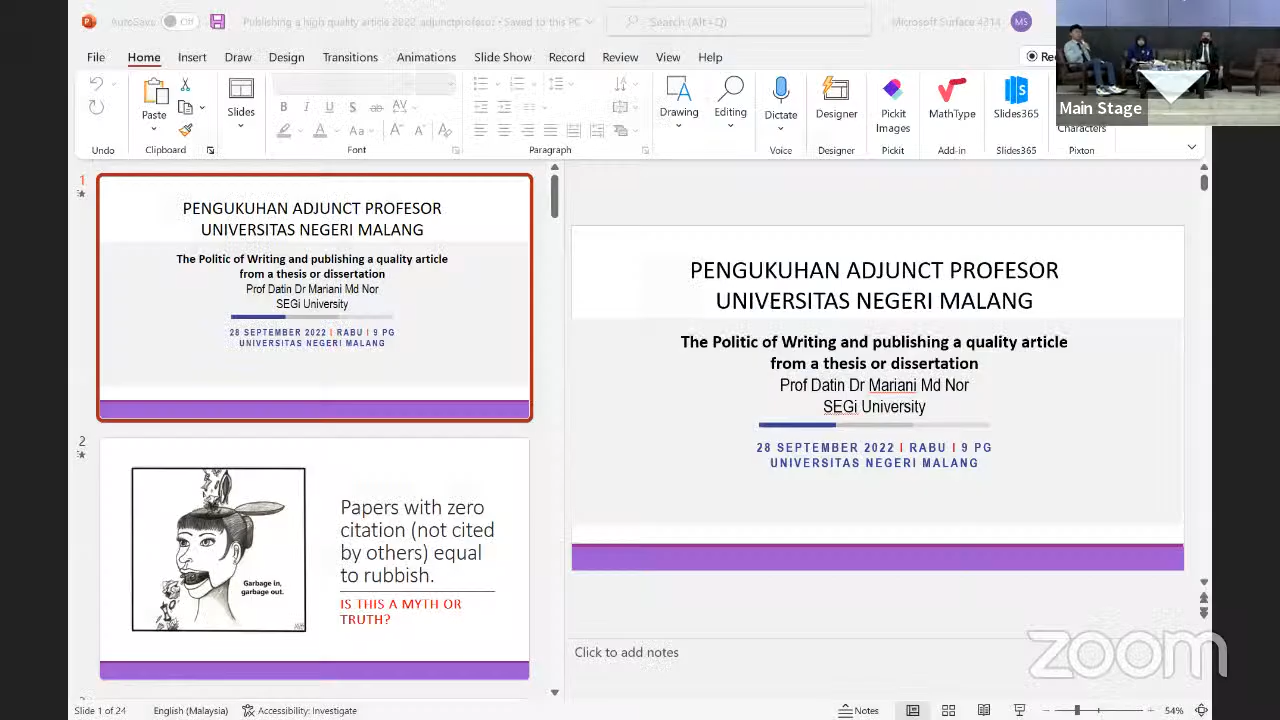 AutoSave Off
Publishing a high quality article 2022_adjunctprofesor • Saved to this PC
Search (Alt+Q)
Microsoft Surface 4314
MS
File Home Insert Draw Design Transitions Animations Slide Show Record Review View Help
Paste
Slides
B I U S ab AV
Aa A A
Drawing
Editing
Dictate
Designer
Pickit
Images
MathType
Slides365
Characters
Undo Clipboard Font Paragraph Voice Designer Pickit Add-in Slides365 Pixton
Main Stage
1
PENGUKUHAN ADJUNCT PROFESOR
UNIVERSITAS NEGERI MALANG
The Politic of Writing and publishing a quality article
from a thesis or dissertation
Prof Datin Dr Mariani Md Nor
SEGi University
28 SEPTEMBER 2022 I RABU I 9 PG
UNIVERSITAS NEGERI MALANG
2
Garbage in,
garbage out.
Papers with zero
citation (not cited
by others) equal
to rubbish.
IS THIS A MYTH OR
TRUTH?
PENGUKUHAN ADJUNCT PROFESOR
UNIVERSITAS NEGERI MALANG
The Politic of Writing and publishing a quality article
from a thesis or dissertation
Prof Datin Dr Mariani Md Nor
SEGi University
28 SEPTEMBER 2022 I RABU I 9 PG
UNIVERSITAS NEGERI MALANG
Click to add notes
zoom
Slide 1 of 24 English (Malaysia) Accessibility: Investigate Notes 54%